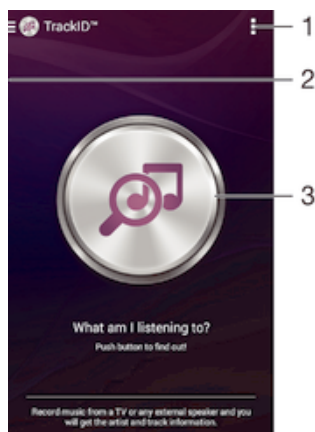 TrackID™
1
2
3
What am I listening to?
Push button to find out!
Record music from a TV or any external speaker and you
will get the artist and track information.